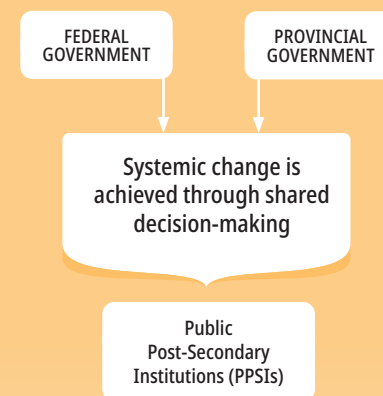 FEDERAL
GOVERNMENT
PROVINCIAL
GOVERNMENT
Systemic change is
achieved through shared
decision-making
Public
Post-Secondary
Institutions (PPSIs)